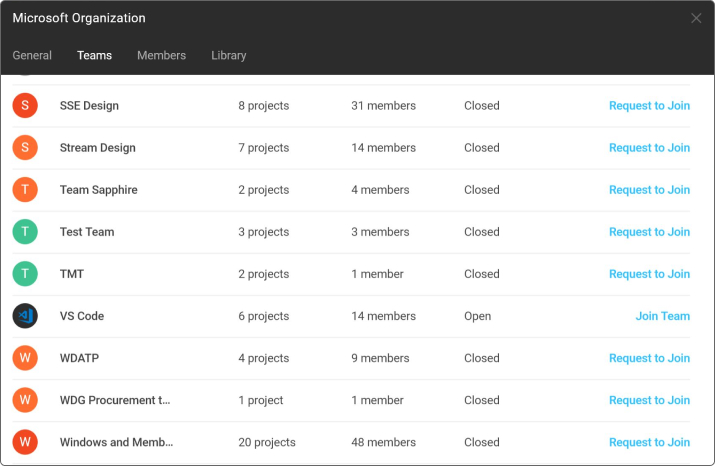 Microsoft Organization
General Teams Members Library
S SSE Design 8 projects 31 members Closed Request to Join
S Stream Design 7 projects 14 members Closed Request to Join
T Team Sapphire 2 projects 4 members Closed Request to Join
T Test Team 3 projects 3 members Closed Request to Join
T TMT 2 projects 1 member Closed Request to Join
VS Code 6 projects 14 members Open Join Team
W WDATP 4 projects 9 members Closed Request to Join
W WDG Procurement t... 1 project 1 member Closed Request to Join
W Windows and Memb... 20 projects 48 members Closed Request to Join